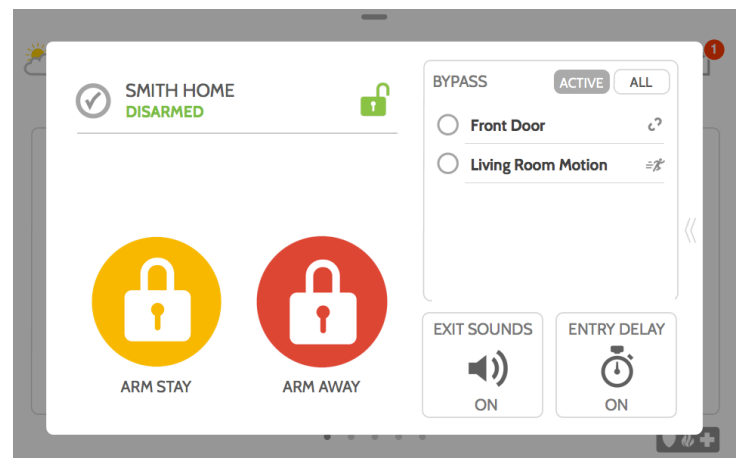 1
SMITH HOME
DISARMED
BYPASS
ACTIVE
ALL
Front Door
Living Room Motion
ARM STAY
ARM AWAY
EXIT SOUNDS
ON
ENTRY DELAY
ON